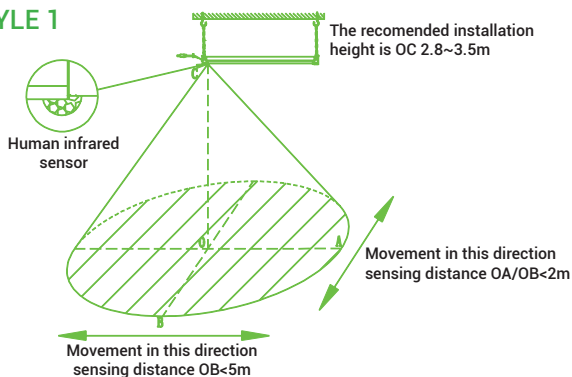 YLE 1
The recomended installation
height is OC 2.8~3.5m
C
Human infrared
sensor
O
A
B
Movement in this direction
sensing distance OA/OB<2m
Movement in this direction
sensing distance OB<5m